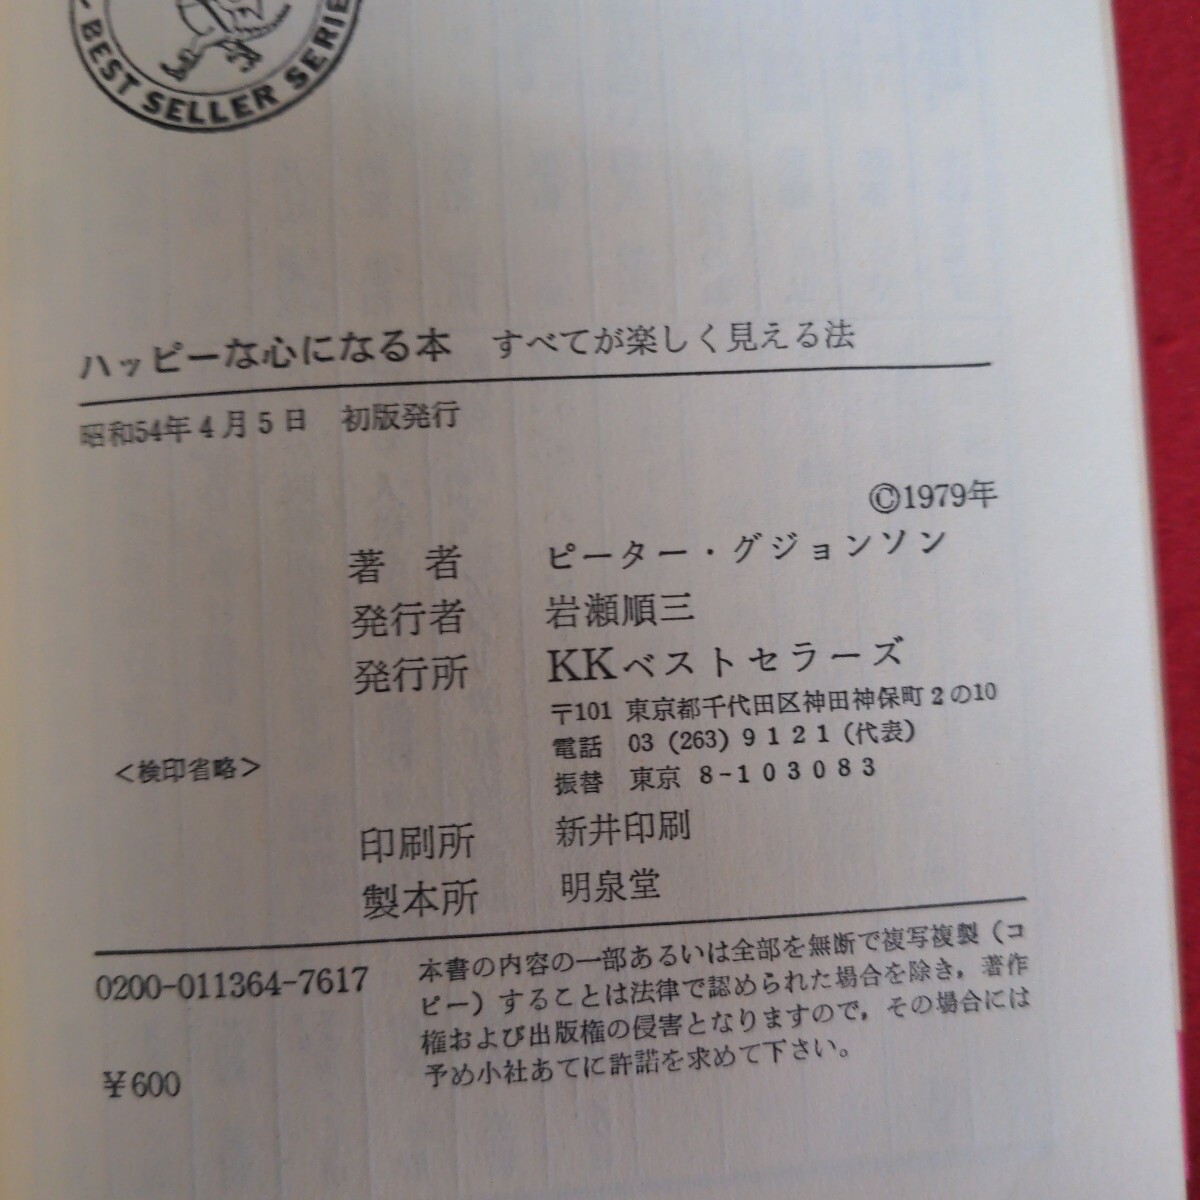 BEST SELLER SERIE
ハッピーな心になる本　すべてが楽しく見える法
昭和54年4月5日　初版発行
©1979年
著　者　ピーター・グジョンソン
発行者　岩瀬順三
発行所　KKベストセラーズ
〒101 東京都千代田区神田神保町2の10
電話　03 (263) 9121 (代表)
振替　東京 8-103083
<検印省略>
印刷所　新井印刷
製本所　明泉堂
0200-011364-7617
¥600
本書の内容の一部あるいは全部を無断で複写複製（コ
ピー）することは法律で認められた場合を除き，著作
権および出版権の侵害となりますので，その場合には
予め小社あてに許諾を求めて下さい。